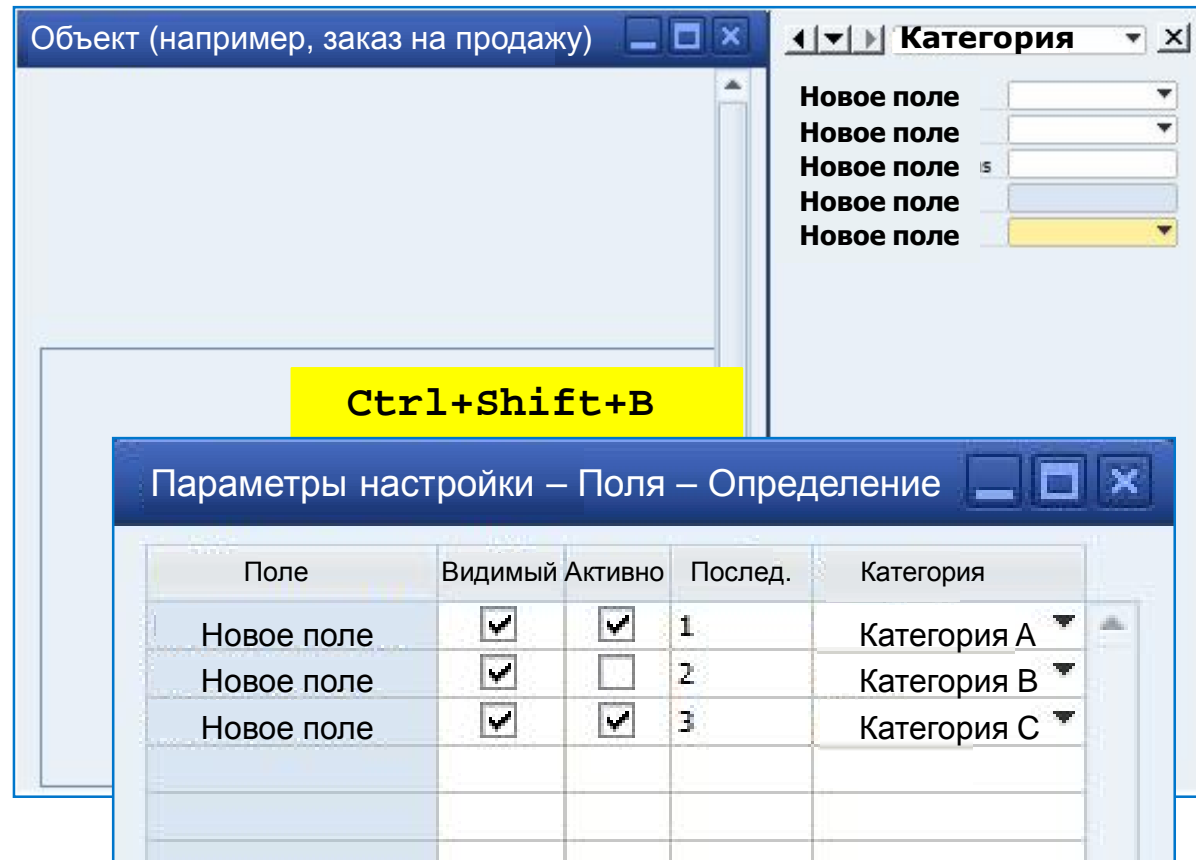 Объект (например, заказ на продажу)
Категория
Новое поле
Новое поле
Новое поле
Новое поле
Новое поле
Ctrl+Shift+B
Параметры настройки – Поля – Определение
Поле Видимый Активно Послед. Категория
Новое поле 1 Категория A
Новое поле 2 Категория B
Новое поле 3 Категория C